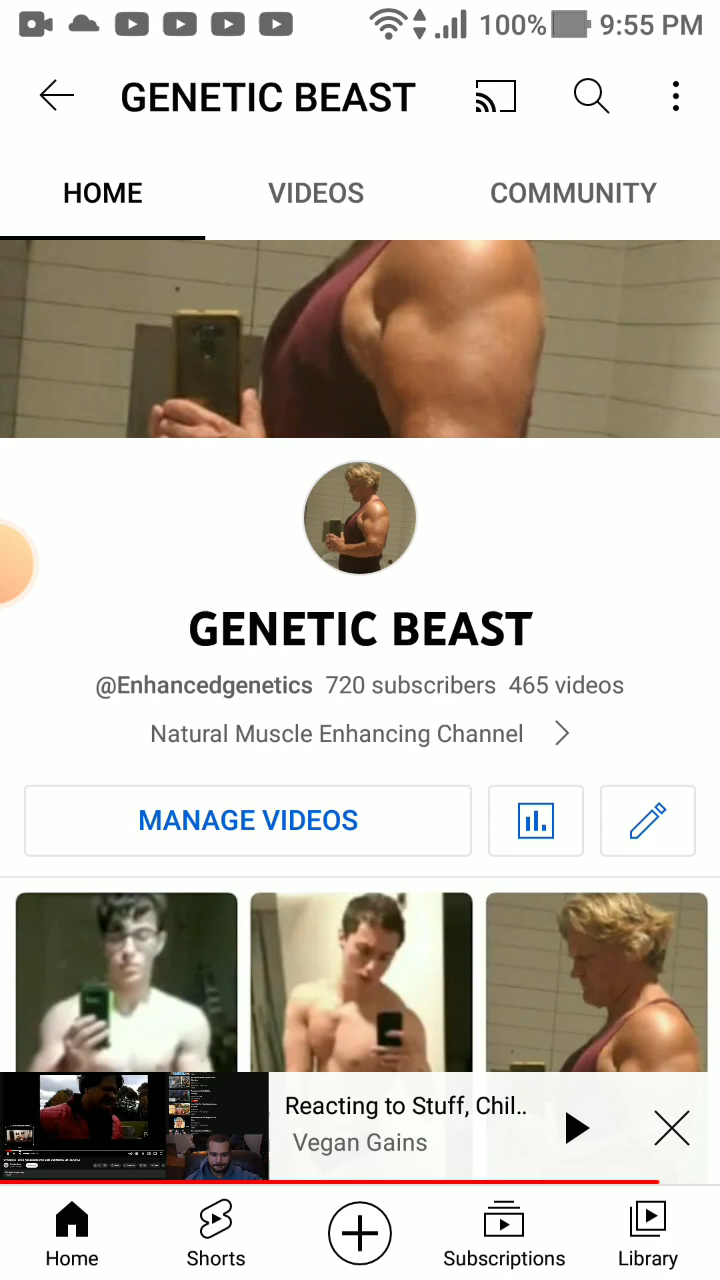 100% 9:55 PM
GENETIC BEAST
HOME VIDEOS COMMUNITY
GENETIC BEAST
@Enhancedgenetics 720 subscribers 465 videos
Natural Muscle Enhancing Channel
MANAGE VIDEOS
Reacting to Stuff, Chil..
Vegan Gains
Home Shorts Subscriptions Library